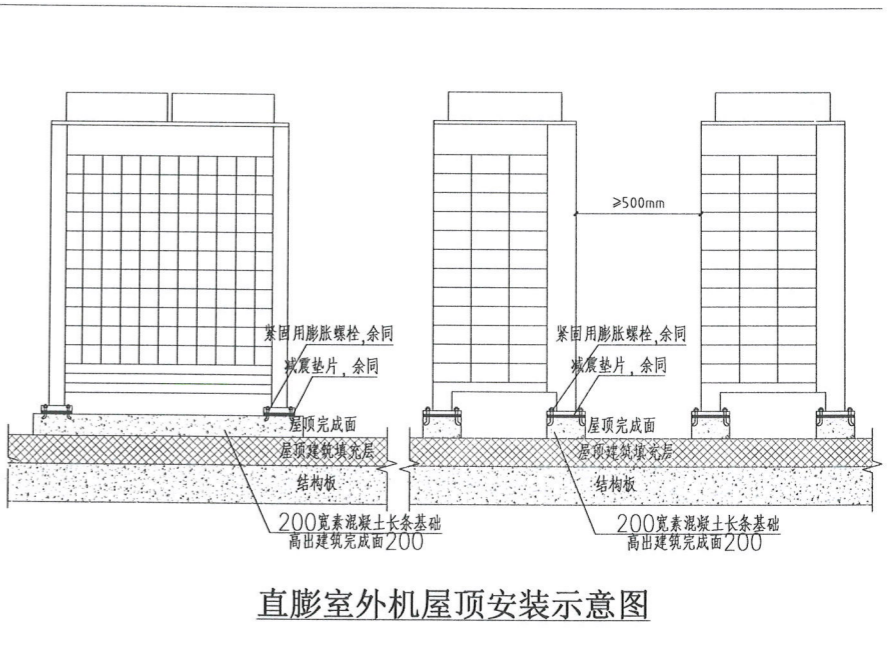 ≥500mm
紧固用膨胀螺栓,余同
减震垫片，余同
屋顶完成面
屋顶建筑填充层
结构板
200宽素混凝土长条基础
高出建筑完成面200
紧固用膨胀螺栓,余同
减震垫片，余同
屋顶完成面
屋顶建筑填充层
结构板
200宽素混凝土长条基础
高出建筑完成面200
直膨室外机屋顶安装示意图